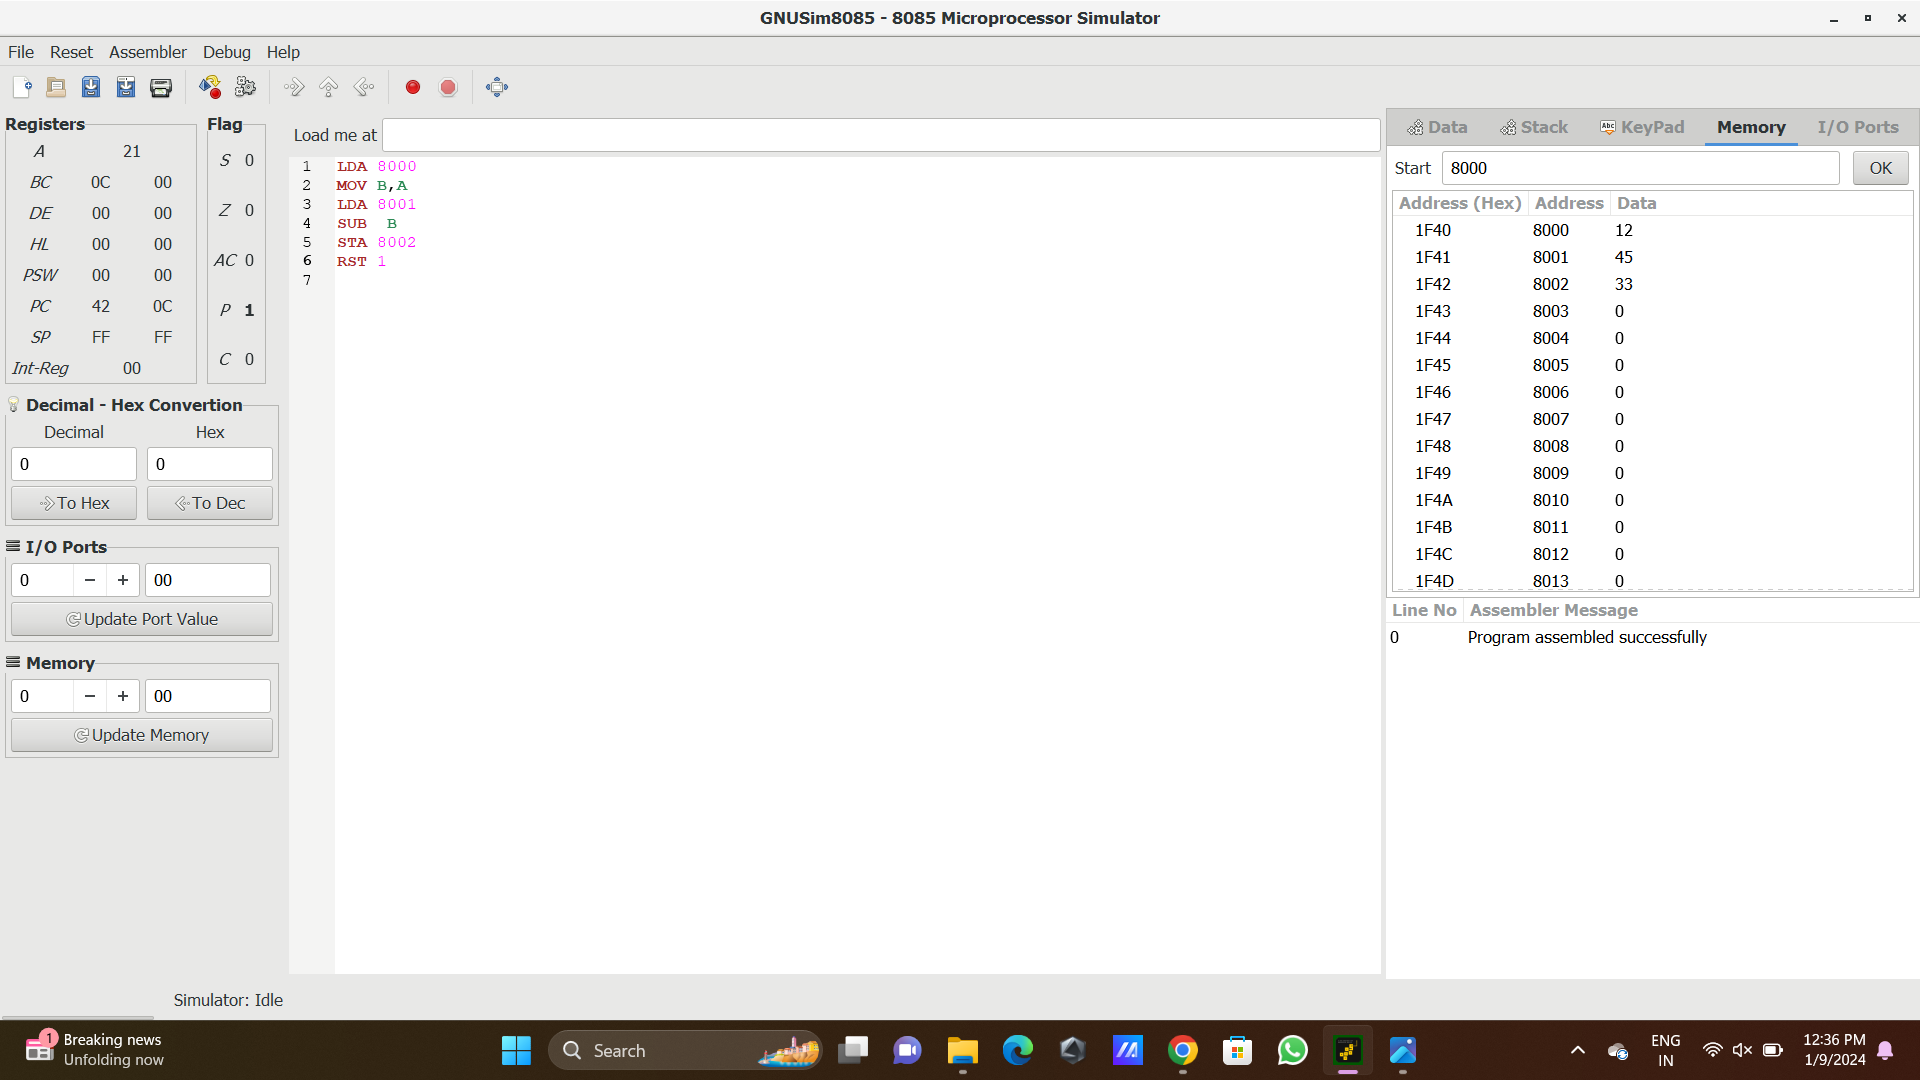 GNUSim8085 - 8085 Microprocessor Simulator
File Reset Assembler Debug Help
Registers
A 21
BC 0C 00
DE 00 00
HL 00 00
PSW 00 00
PC 42 0C
SP FF FF
Int-Reg 00
Flag
S 0
Z 0
AC 0
P 1
C 0
Decimal - Hex Convertion
Decimal Hex
0 0
To Hex To Dec
I/O Ports
0 − + 00
Update Port Value
Memory
0 − + 00
Update Memory
Load me at
1 LDA 8000
2 MOV B,A
3 LDA 8001
4 SUB B
5 STA 8002
6 RST 1
7
Data Stack Abc KeyPad Memory I/O Ports
Start 8000 OK
Address (Hex) Address Data
1F40 8000 12
1F41 8001 45
1F42 8002 33
1F43 8003 0
1F44 8004 0
1F45 8005 0
1F46 8006 0
1F47 8007 0
1F48 8008 0
1F49 8009 0
1F4A 8010 0
1F4B 8011 0
1F4C 8012 0
1F4D 8013 0
Line No Assembler Message
0 Program assembled successfully
Simulator: Idle
1 Breaking news
Unfolding now
Search
ENG
IN
12:36 PM
1/9/2024